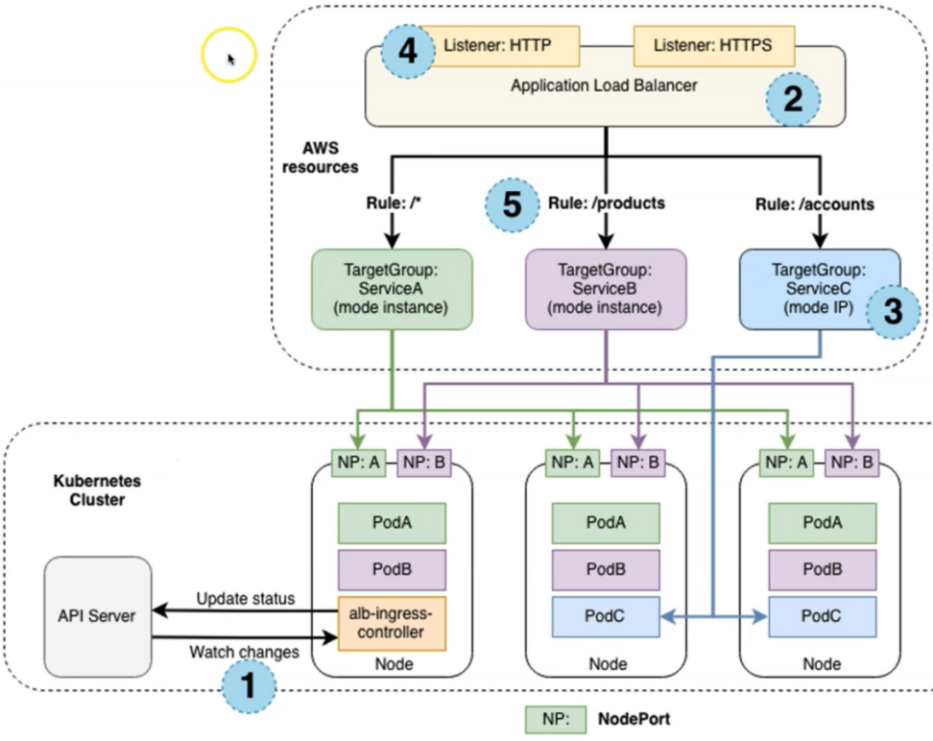 4
Listener: HTTP
Listener: HTTPS
Application Load Balancer
2
AWS
resources
Rule: /*
5
Rule: /products
Rule: /accounts
TargetGroup:
ServiceA
(mode instance)
TargetGroup:
ServiceB
(mode instance)
TargetGroup:
ServiceC
(mode IP)
3
Kubernetes
Cluster
NP: A
NP: B
NP: A
NP: B
NP: A
NP: B
PodA
PodA
PodA
PodB
PodB
PodB
API Server
Update status
Watch changes
1
alb-ingress-
controller
PodC
PodC
Node
Node
Node
NP:
NodePort